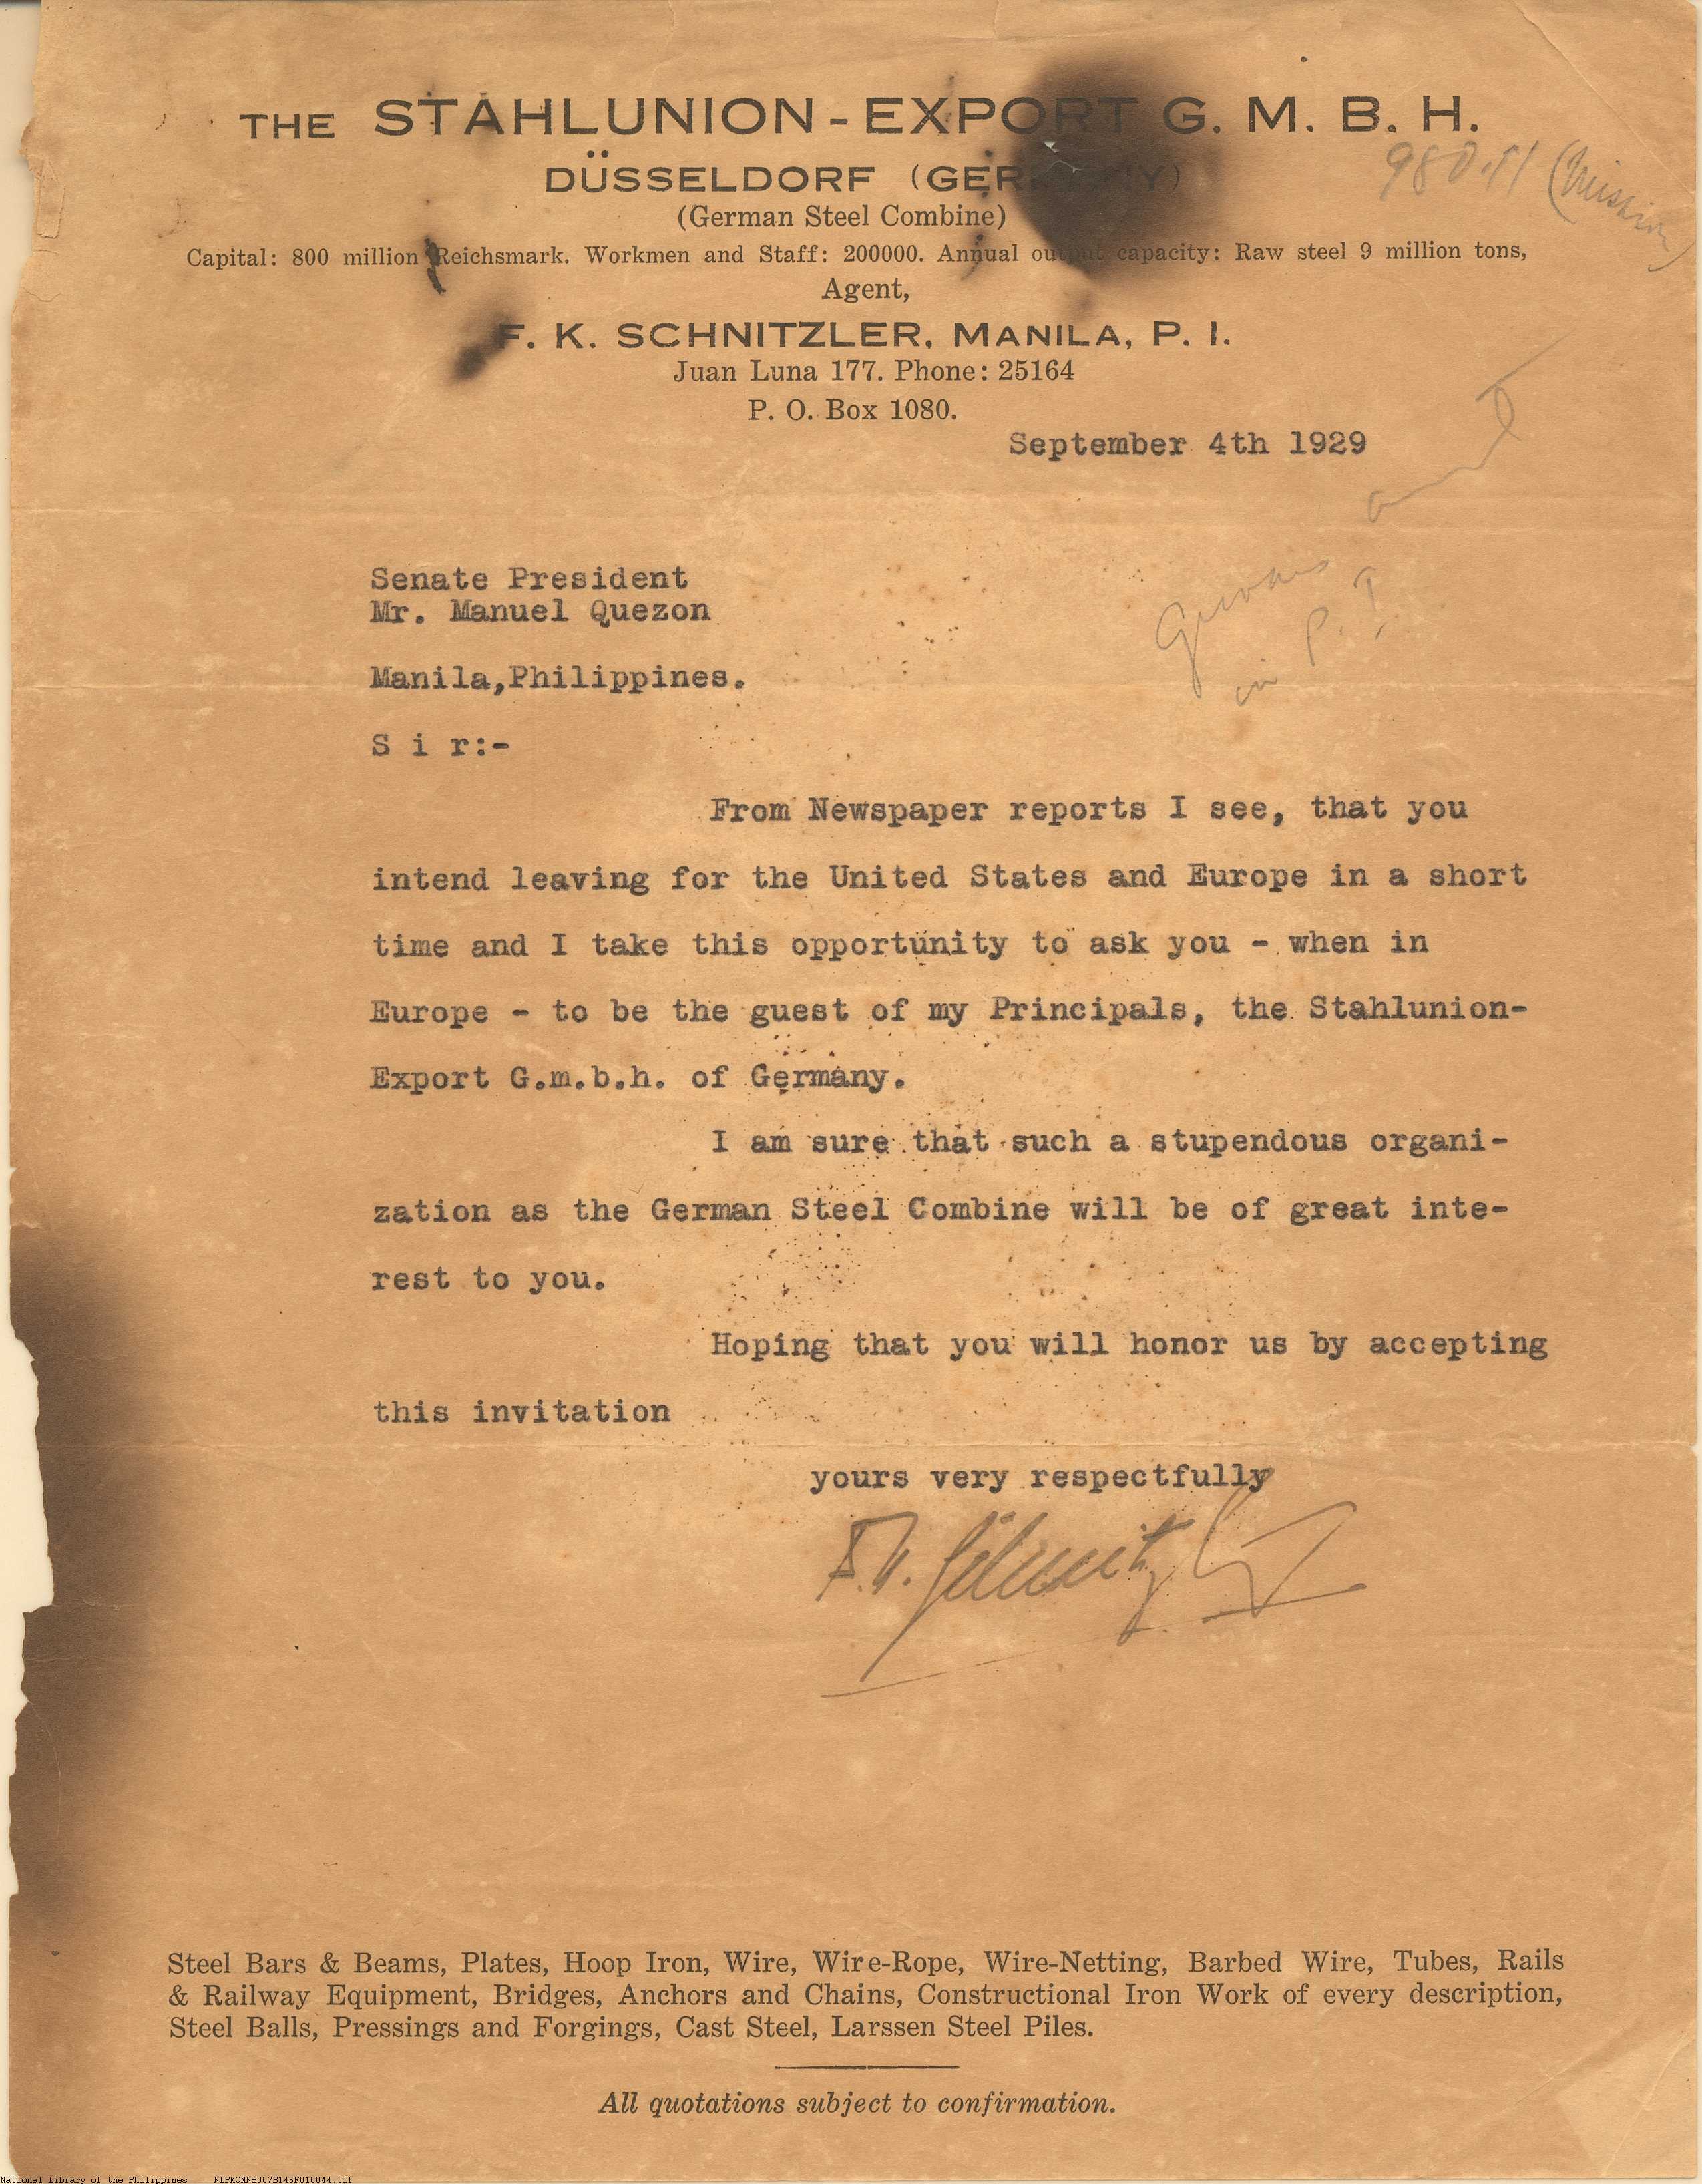 THE STAHLUNION-EXPORT G. M. B. H.
DÜSSELDORF (GERMANY)
(German Steel Combine)
Capital: 800 million Reichsmark. Workmen and Staff: 200000. Annual output capacity: Raw steel 9 million tons,
Agent,
F. K. SCHNITZLER, MANILA, P. I.
Juan Luna 177. Phone: 25164
P. O. Box 1080.
September 4th 1929
Senate President
Mr. Manuel Quezon
Manila,Philippines.
S i r:-
From Newspaper reports I see, that you
intend leaving for the United States and Europe in a short
time and I take this opportunity to ask you - when in
Europe - to be the guest of my Principals, the Stahlunion-
Export G.m.b.h. of Germany.
I am sure that such a stupendous organi-
zation as the German Steel Combine will be of great inte-
rest to you.
Hoping that you will honor us by accepting
this invitation
yours very respectfully
in P. I.
Steel Bars & Beams, Plates, Hoop Iron, Wire, Wire-Rope, Wire-Netting, Barbed Wire, Tubes, Rails
& Railway Equipment, Bridges, Anchors and Chains, Constructional Iron Work of every description,
Steel Balls, Pressings and Forgings, Cast Steel, Larssen Steel Piles.
All quotations subject to confirmation.
National Library of the Philippines NLPMQMNS007B145F010044.tif